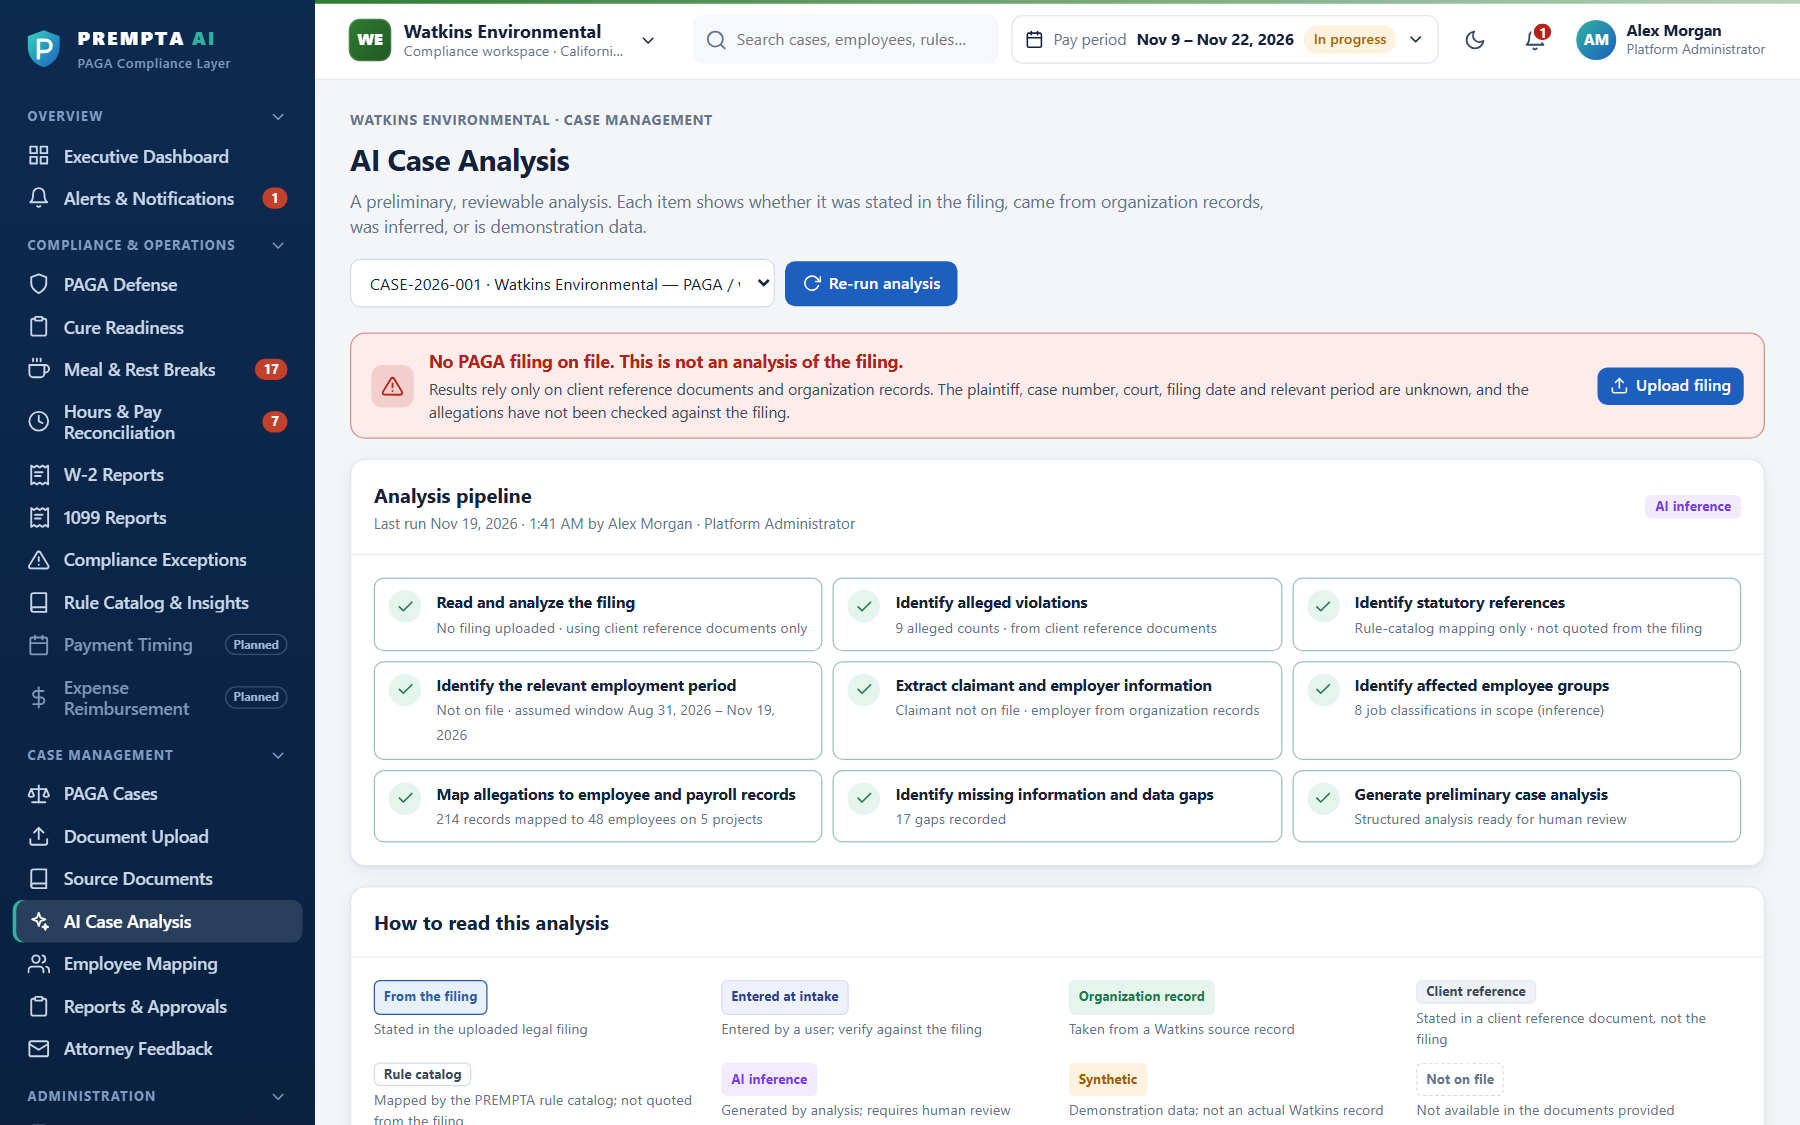 PREMPTA AI
PAGA Compliance Layer
OVERVIEW
Executive Dashboard
Alerts & Notifications 1
COMPLIANCE & OPERATIONS
PAGA Defense
Cure Readiness
Meal & Rest Breaks 17
Hours & Pay
Reconciliation 7
W-2 Reports
1099 Reports
Compliance Exceptions
Rule Catalog & Insights
Payment Timing Planned
Expense
Reimbursement Planned
CASE MANAGEMENT
PAGA Cases
Document Upload
Source Documents
AI Case Analysis
Employee Mapping
Reports & Approvals
Attorney Feedback
ADMINISTRATION
WE
Watkins Environmental
Compliance workspace · Californi...
Search cases, employees, rules...
Pay period Nov 9 – Nov 22, 2026 In progress
1
AM
Alex Morgan
Platform Administrator
WATKINS ENVIRONMENTAL · CASE MANAGEMENT
AI Case Analysis
A preliminary, reviewable analysis. Each item shows whether it was stated in the filing, came from organization records,
was inferred, or is demonstration data.
CASE-2026-001 · Watkins Environmental — PAGA /
Re-run analysis
No PAGA filing on file. This is not an analysis of the filing.
Results rely only on client reference documents and organization records. The plaintiff, case number, court, filing date and relevant period are unknown, and the
allegations have not been checked against the filing.
Upload filing
Analysis pipeline
Last run Nov 19, 2026 · 1:41 AM by Alex Morgan · Platform Administrator
AI inference
Read and analyze the filing
No filing uploaded · using client reference documents only
Identify alleged violations
9 alleged counts · from client reference documents
Identify statutory references
Rule-catalog mapping only · not quoted from the filing
Identify the relevant employment period
Not on file · assumed window Aug 31, 2026 – Nov 19,
2026
Extract claimant and employer information
Claimant not on file · employer from organization records
Identify affected employee groups
8 job classifications in scope (inference)
Map allegations to employee and payroll records
214 records mapped to 48 employees on 5 projects
Identify missing information and data gaps
17 gaps recorded
Generate preliminary case analysis
Structured analysis ready for human review
How to read this analysis
From the filing
Stated in the uploaded legal filing
Entered at intake
Entered by a user; verify against the filing
Organization record
Taken from a Watkins source record
Client reference
Stated in a client reference document, not the
filing
Rule catalog
Mapped by the PREMPTA rule catalog; not quoted
from the filing
AI inference
Generated by analysis; requires human review
Synthetic
Demonstration data; not an actual Watkins record
Not on file
Not available in the documents provided